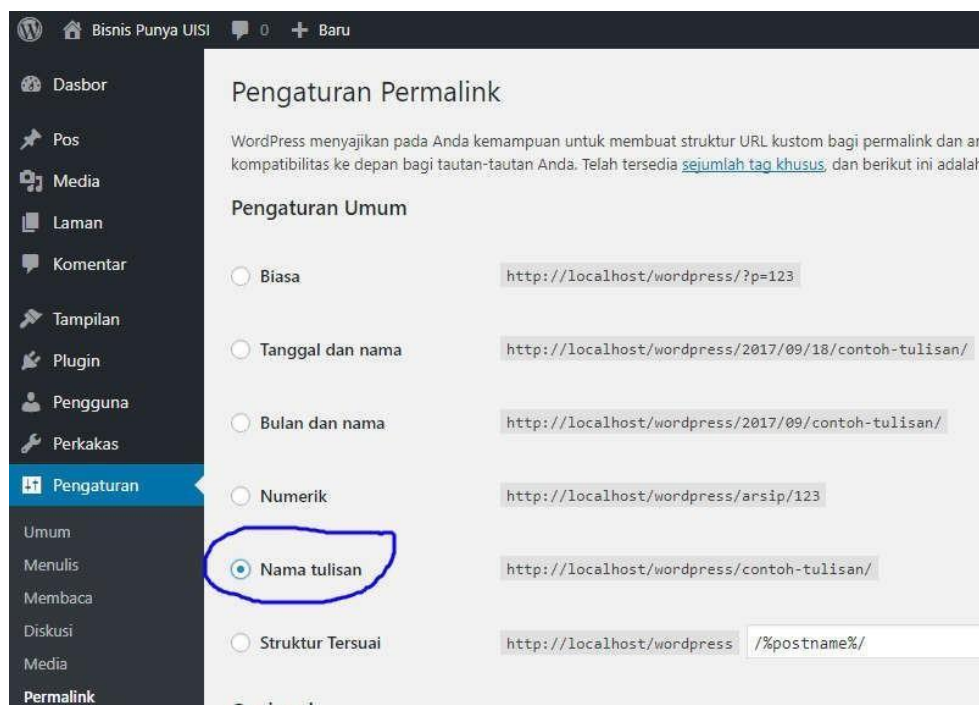 Bisnis Punya UISI 0 + Baru
Dasbor
Pos
Media
Laman
Komentar
Tampilan
Plugin
Pengguna
Perkakas
Pengaturan
Umum
Menulis
Membaca
Diskusi
Media
Permalink
Pengaturan Permalink
WordPress menyajikan pada Anda kemampuan untuk membuat struktur URL kustom bagi permalink dan ar
kompatibilitas ke depan bagi tautan-tautan Anda. Telah tersedia sejumlah tag khusus, dan berikut ini adalah
Pengaturan Umum
Biasa http://localhost/wordpress/?p=123
Tanggal dan nama http://localhost/wordpress/2017/09/18/contoh-tulisan/
Bulan dan nama http://localhost/wordpress/2017/09/contoh-tulisan/
Numerik http://localhost/wordpress/arsip/123
Nama tulisan http://localhost/wordpress/contoh-tulisan/
Struktur Tersuai http://localhost/wordpress /%postname%/